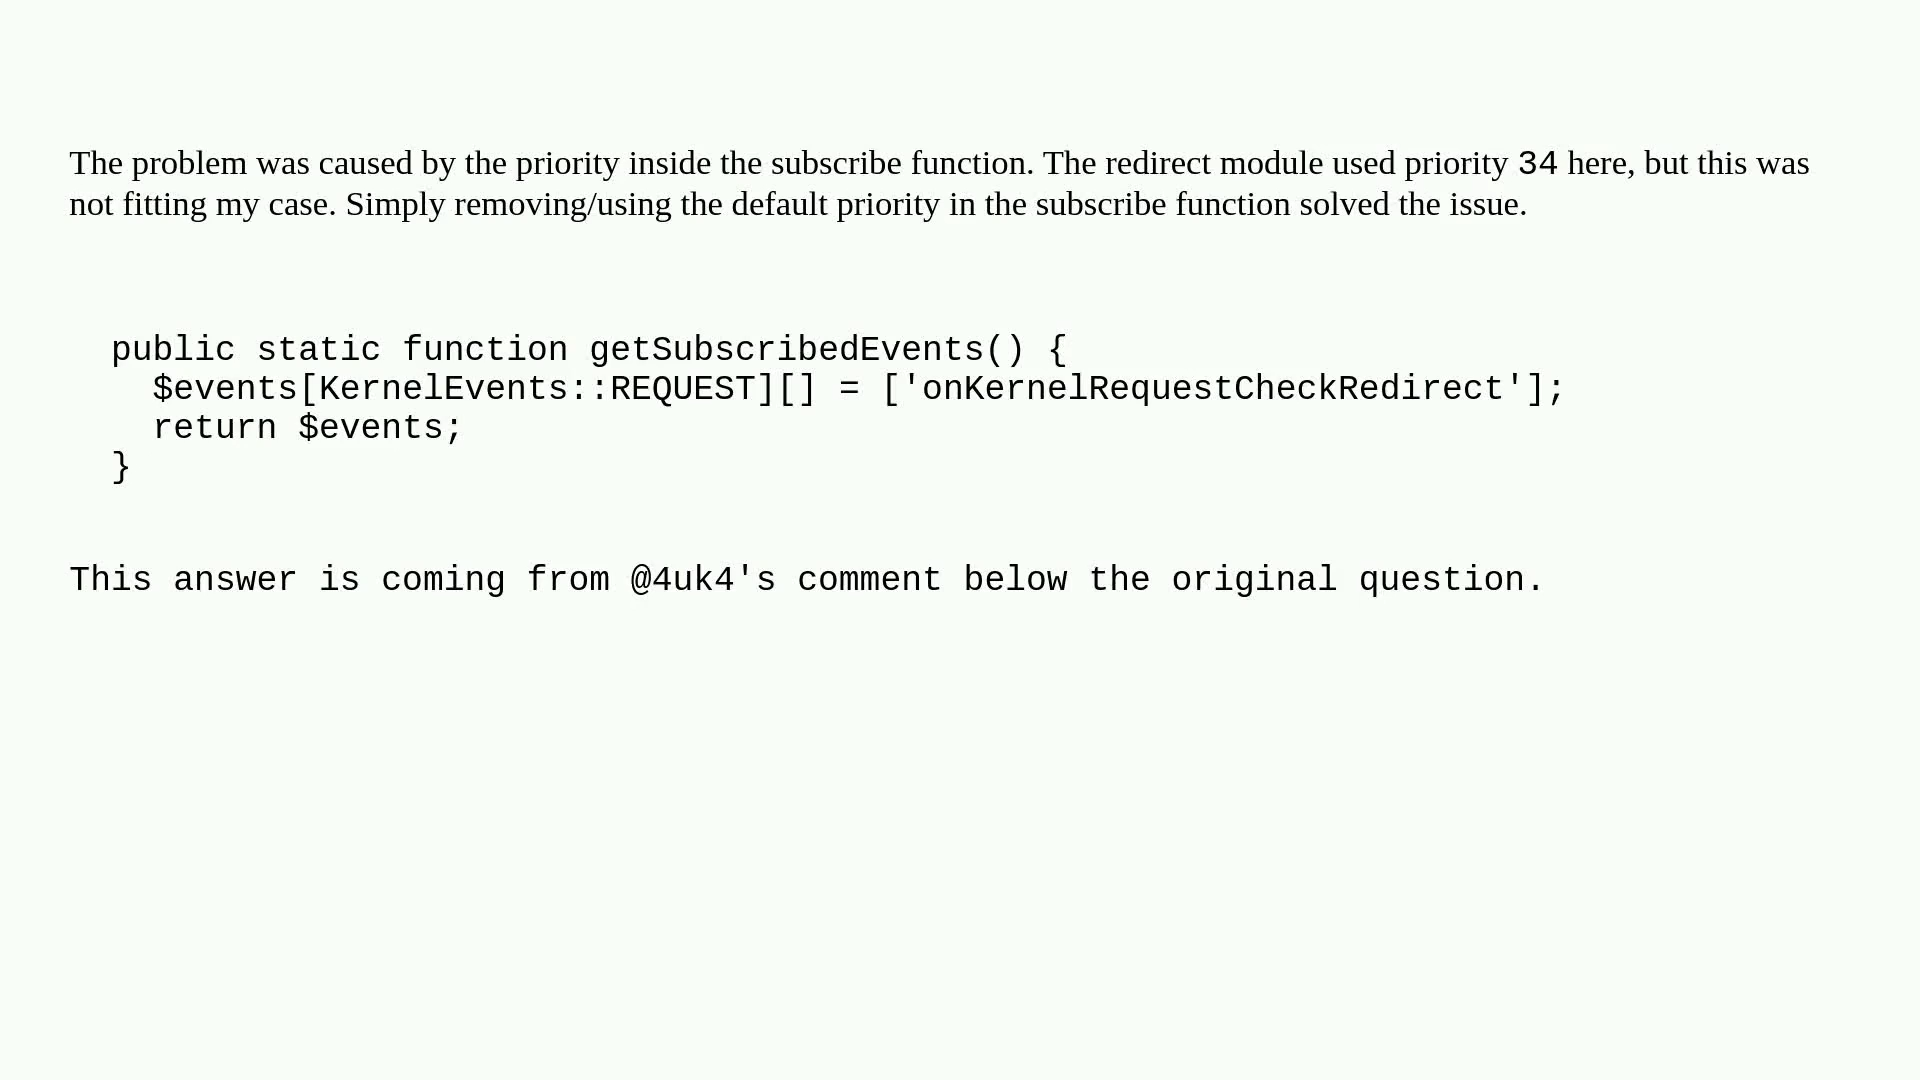 The problem was caused by the priority inside the subscribe function. The redirect module used priority 34 here, but this was
not fitting my case. Simply removing/using the default priority in the subscribe function solved the issue.
public static function getSubscribedEvents() {
$events[KernelEvents::REQUEST][] = ['onKernelRequestCheckRedirect'];
return $events;
}
This answer is coming from @4uk4's comment below the original question.